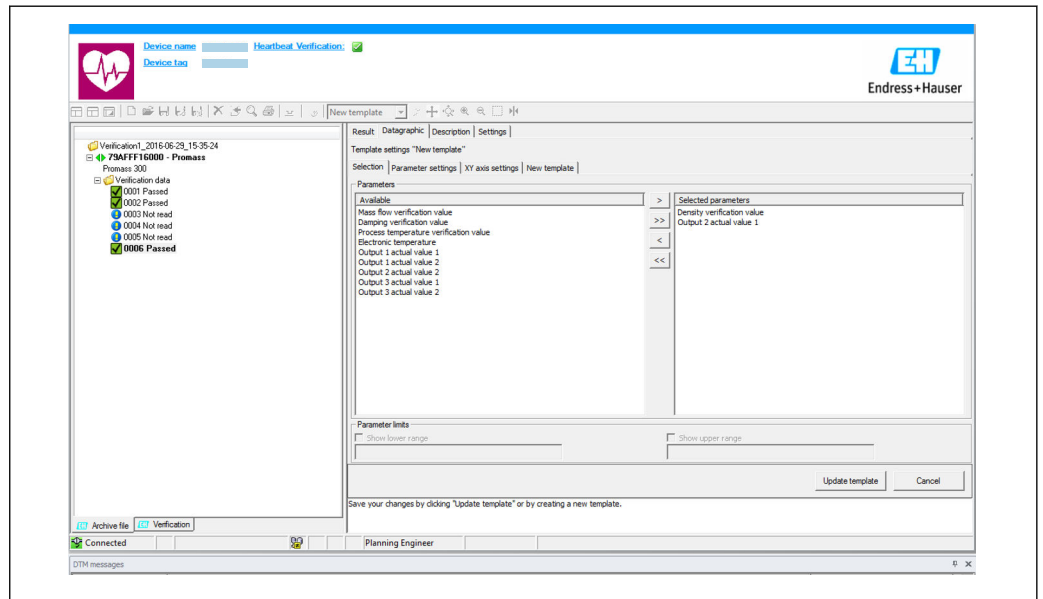 Device name Heartbeat Verification:
Device tag
EH
Endress+Hauser
New template
Verification1_2016-06-29_15-35-24
79AFFF16000 - Promass
Promass 300
Verification data
0001 Passed
0002 Passed
0003 Not read
0004 Not read
0005 Not read
0006 Passed
Archive file Verification
Result Datagraphic Description Settings
Template settings "New template"
Selection Parameter settings XY axis settings New template
Parameters
Available
Mass flow verification value
Damping verification value
Process temperature verification value
Electronic temperature
Output 1 actual value 1
Output 1 actual value 2
Output 2 actual value 2
Output 3 actual value 1
Output 3 actual value 2
>
>>
<
<<
Selected parameters
Density verification value
Output 2 actual value 1
Parameter limits
Show lower range Show upper range
Update template Cancel
Save your changes by clicking "Update template" or by creating a new template.
Connected Planning Engineer
DTM messages